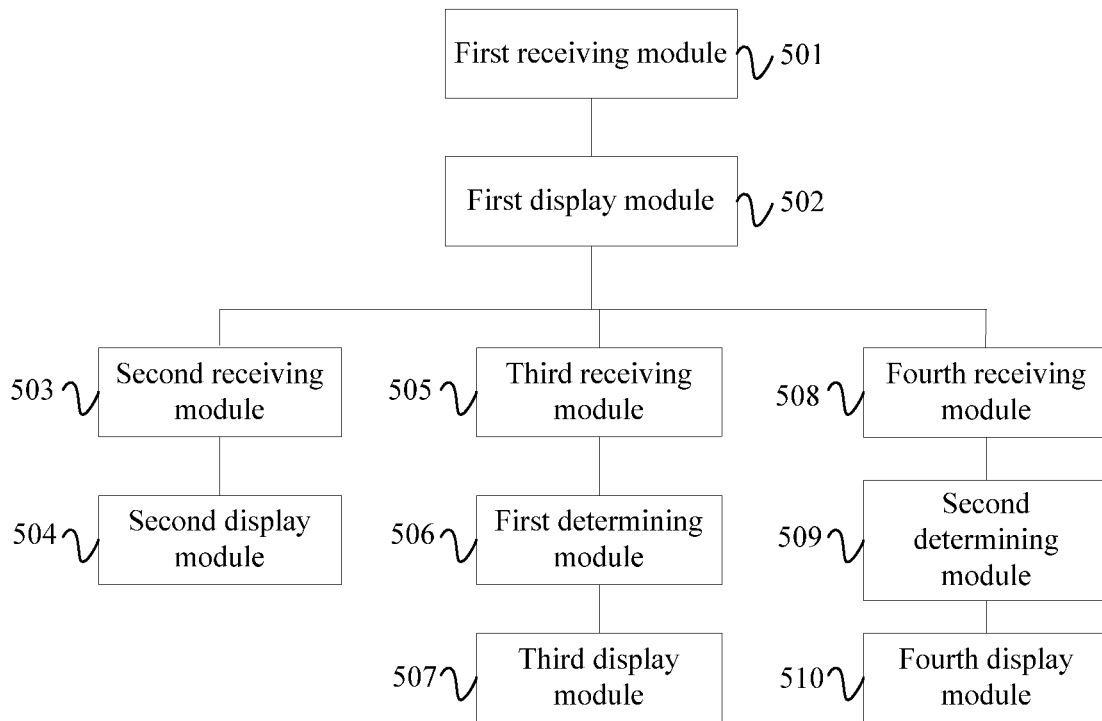 First receiving module
501
First display module
502
503
Second receiving
module
505
Third receiving
module
508
Fourth receiving
module
504
Second display
module
506
First determining
module
509
Second
determining
module
507
Third display
module
510
Fourth display
module